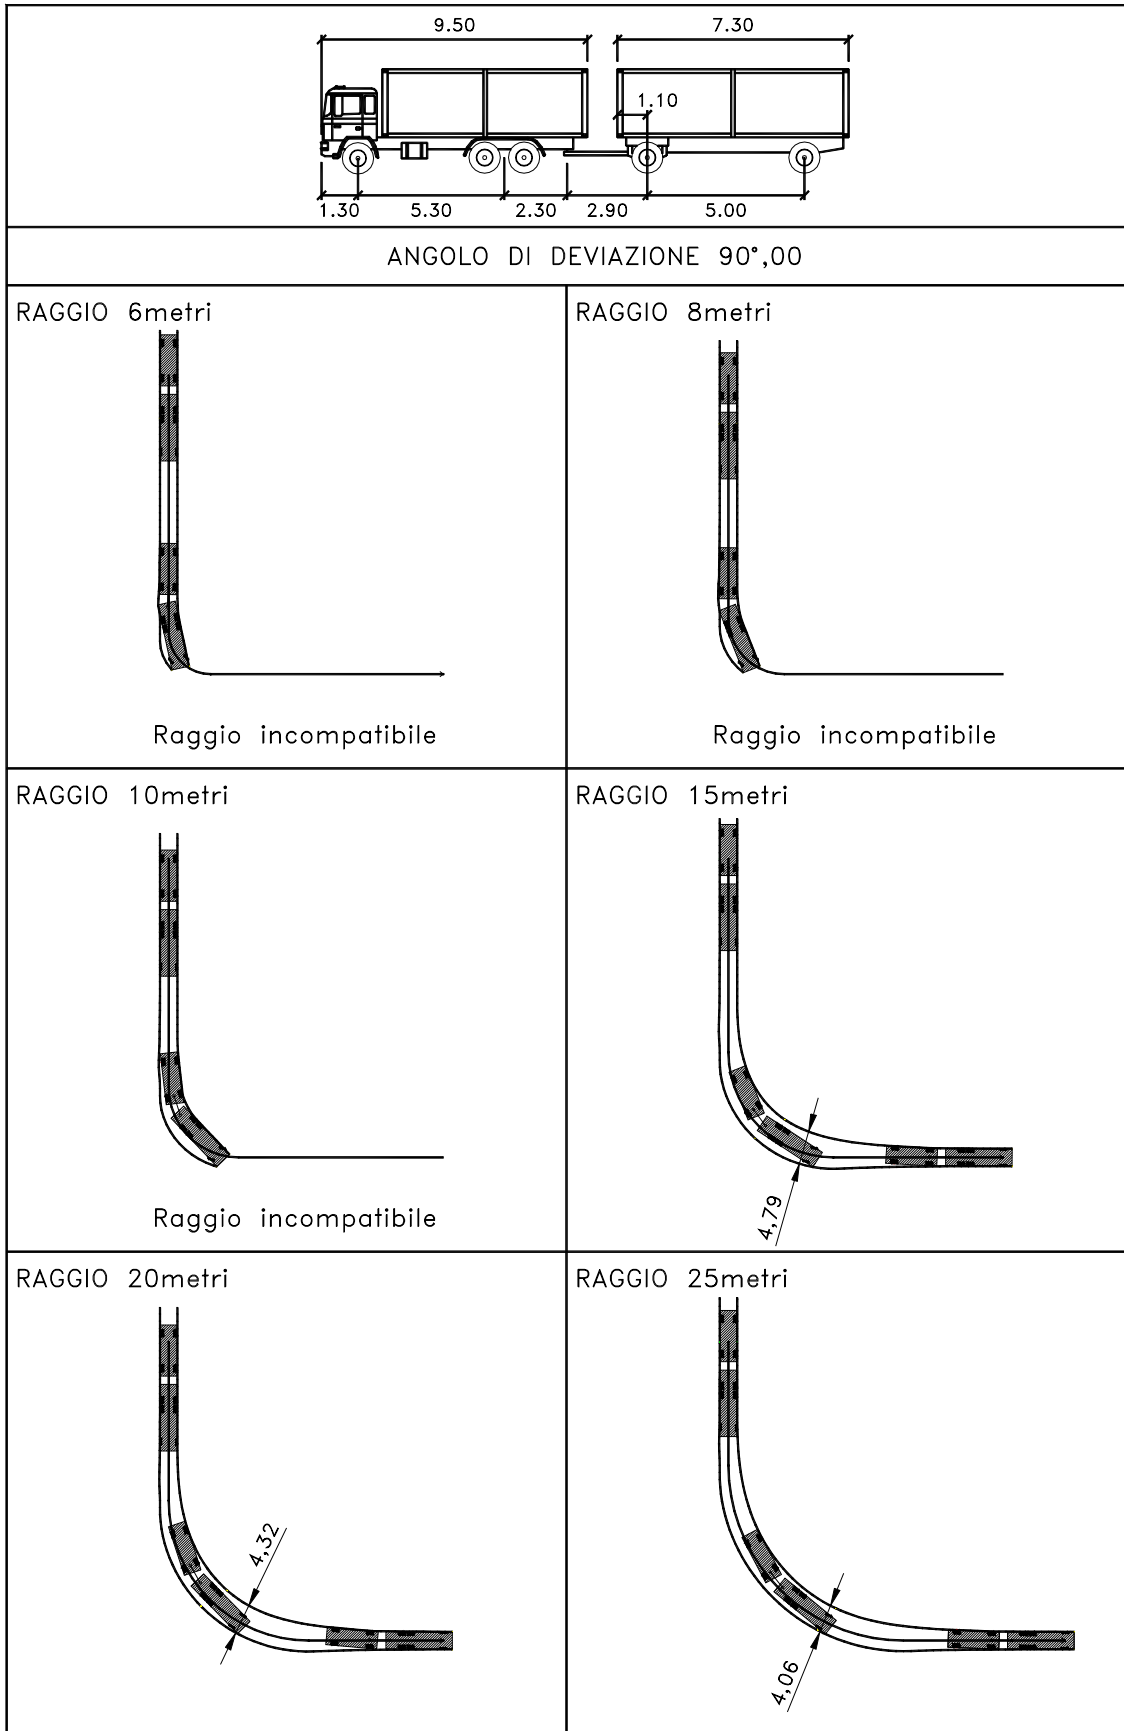 9.50 7.30
1.10
1.30 5.30 2.30 2.90 5.00
ANGOLO DI DEVIAZIONE 90°,00
RAGGIO 6metri
Raggio incompatibile
RAGGIO 8metri
Raggio incompatibile
RAGGIO 10metri
Raggio incompatibile
RAGGIO 15metri
4,79
RAGGIO 20metri
4,32
RAGGIO 25metri
4,06